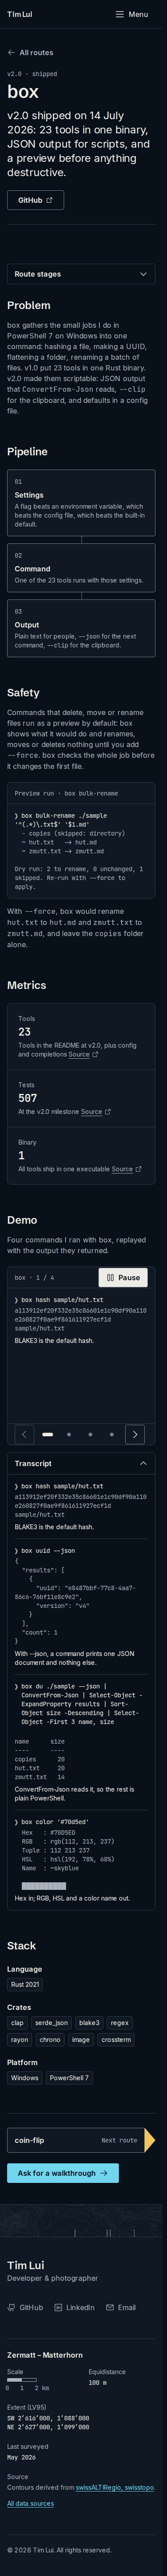 Tim Lui
Menu
All routes
v2.0 · shipped
box
v2.0 shipped on 14 July
2026: 23 tools in one binary,
JSON output for scripts, and
a preview before anything
destructive.
GitHub
Route stages
Problem
box gathers the small jobs I do in
PowerShell 7 on Windows into one
command: hashing a file, making a UUID,
flattening a folder, renaming a batch of
files. v1.0 put 23 tools in one Rust binary.
v2.0 made them scriptable: JSON output
that ConvertFrom-Json reads, --clip
for the clipboard, and defaults in a config
file.
Pipeline
01
Settings
A flag beats an environment variable, which
beats the config file, which beats the built-in
default.
02
Command
One of the 23 tools runs with those settings.
03
Output
Plain text for people, --json for the next
command, --clip for the clipboard.
Safety
Commands that delete, move or rename
files run as a preview by default: box
shows what it would do and renames,
moves or deletes nothing until you add
--force. box checks the whole job before
it changes the first file.
Preview run · box bulk-rename
❯ box bulk-rename ./sample
'^(.+)\.txt$' '$1.md'
- copies (skipped: directory)
~ hut.txt → hut.md
~ zmutt.txt → zmutt.md
Dry run: 2 to rename, 0 unchanged, 1
skipped. Re-run with --force to
apply.
With --force, box would rename
hut.txt to hut.md and zmutt.txt to
zmutt.md, and leave the copies folder
alone.
Metrics
Tools
23
Tools in the README at v2.0, plus config
and completions Source
Tests
507
At the v2.0 milestone Source
Binary
1
All tools ship in one executable Source
Demo
Four commands I ran with box, replayed
with the output they returned.
box · 1 / 4
Pause
❯ box hash sample/hut.txt
a113912ef20f332e35c86601e1c90df90a110
e260827f0ae9f861611927ecf1d
sample/hut.txt
BLAKE3 is the default hash.
Transcript
❯ box hash sample/hut.txt
a113912ef20f332e35c86601e1c90df90a110
e260827f0ae9f861611927ecf1d
sample/hut.txt
BLAKE3 is the default hash.
❯ box uuid --json
{
"results": [
{
"uuid": "e8487bbf-77c8-4aa7-
86c6-76bf11e8c9e2",
"version": "v4"
}
],
"count": 1
}
With --json, a command prints one JSON
document and nothing else.
❯ box du ./sample --json |
ConvertFrom-Json | Select-Object -
ExpandProperty results | Sort-
Object size -Descending | Select-
Object -First 3 name, size
name size
---- ----
copies 20
hut.txt 20
zmutt.txt 14
ConvertFrom-Json reads it, so the rest is
plain PowerShell.
❯ box color '#70d5ed'
Hex : #70D5ED
RGB : rgb(112, 213, 237)
Tuple : 112 213 237
HSL : hsl(192, 78%, 68%)
Name : ~skyblue
Hex in; RGB, HSL and a color name out.
Stack
Language
Rust 2021
Crates
clap
serde_json
blake3
regex
rayon
chrono
image
crossterm
Platform
Windows
PowerShell 7
coin-flip
Next route
Ask for a walkthrough
Tim Lui
Developer & photographer
GitHub
LinkedIn
Email
Zermatt – Matterhorn
Scale
Equidistance
0 1 2 km
100 m
Extent (LV95)
SW 2’616’000, 1’088’000
NE 2’627’000, 1’099’000
Last surveyed
May 2026
Source
Contours derived from swissALTIRegio, swisstopo.
All data sources
© 2026 Tim Lui. All rights reserved.